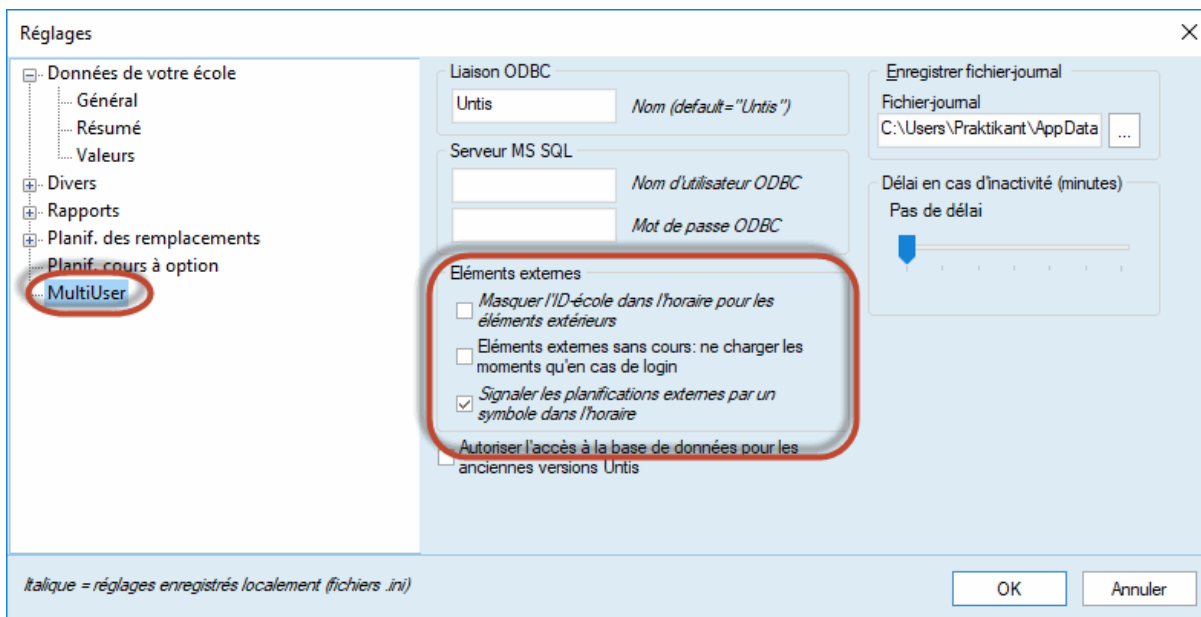 Réglages
Données de votre école
Général
Résumé
Valeurs
Divers
Rapports
Planif. des remplacements
Planif. cours à option
MultiUser
Liaison ODBC
Untis
Nom (default="Untis")
Serveur MS SQL
Nom d'utilisateur ODBC
Mot de passe ODBC
Eléments externes
Masquer l'ID-école dans l'horaire pour les
éléments extérieurs
Eléments externes sans cours: ne charger les
moments qu'en cas de login
Signaler les planifications externes par un
symbole dans l'horaire
Autoriser l'accès à la base de données pour les
anciennes versions Untis
Enregistrer fichier-journal
Fichier-journal
C:\Users\Praktikant\AppData
...
Délai en cas d'inactivité (minutes)
Pas de délai
Italique = réglages enregistrés localement (fichiers .ini)
OK
Annuler